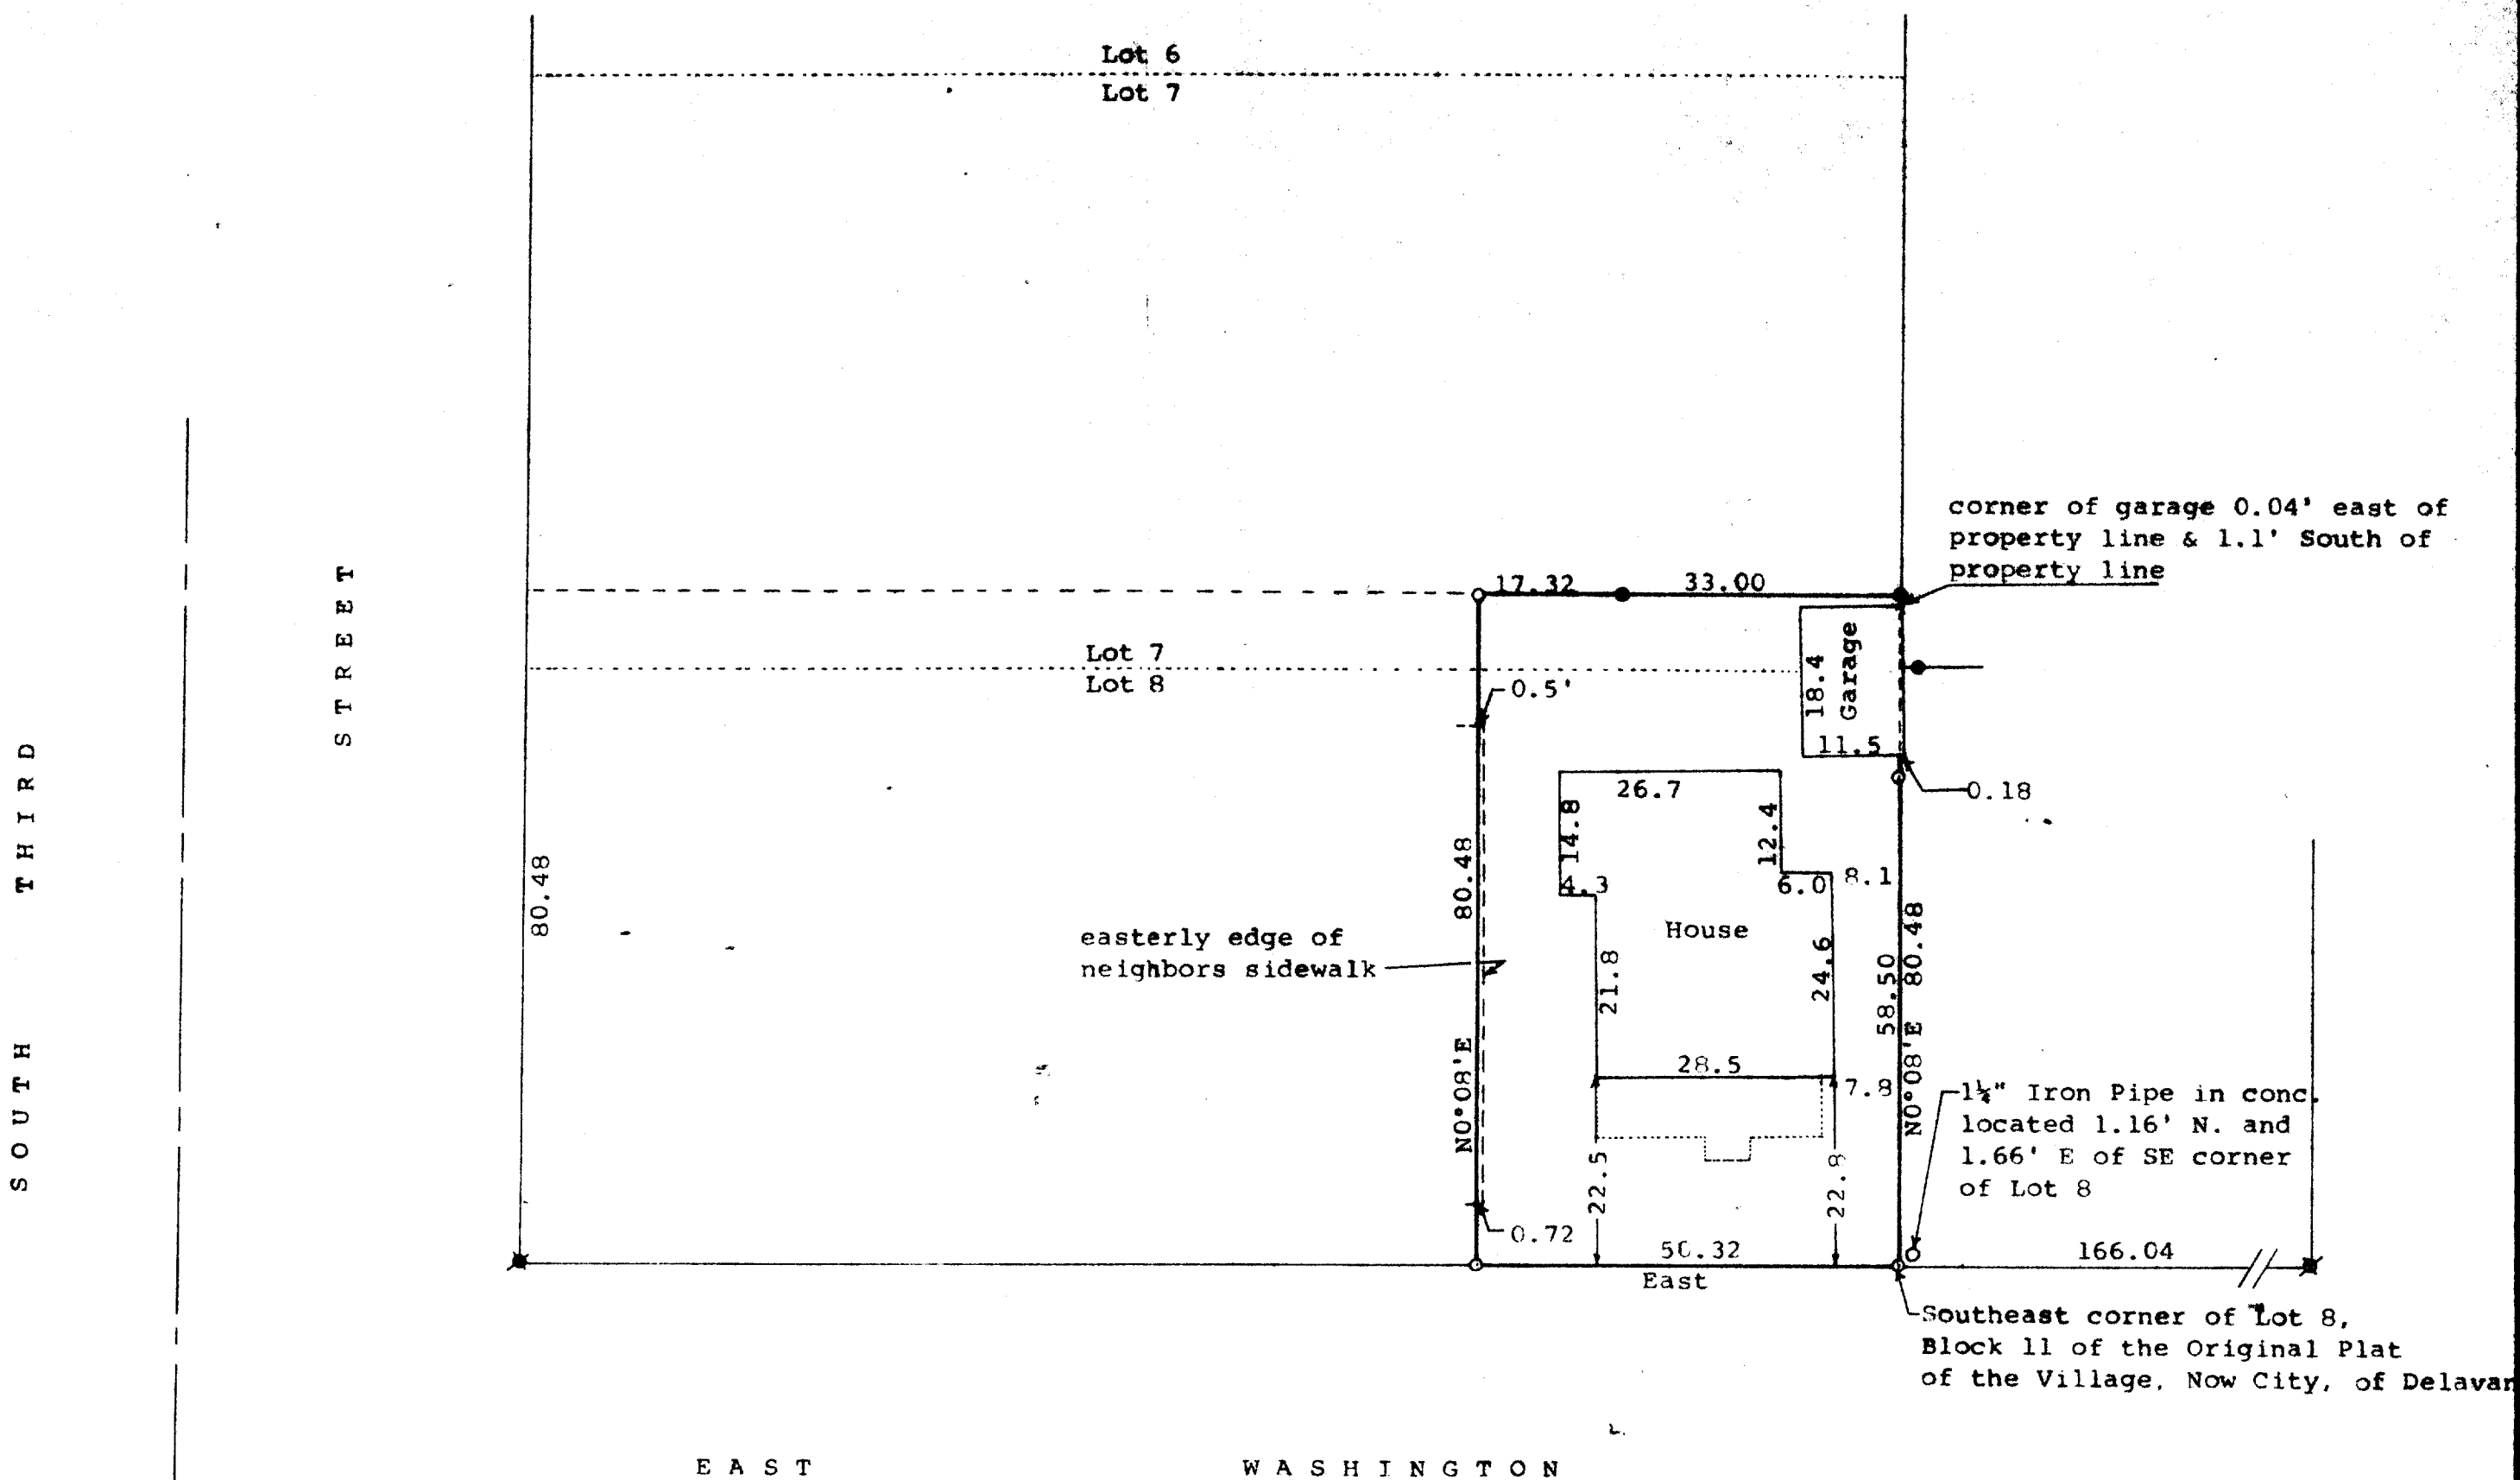 Lot 6
Lot 7
corner of garage 0.04' east of
property line & 1.1' South of
property line
17.32
33.00
STREET
Lot 7
Lot 8
0.5'
18.4
Garage
11.5
0.18
26.7
14.8
12.4
4.3
6.0
8.1
SOUTH THIRD
80.48
80.48
House
easterly edge of
neighbors sidewalk
21.8
24.6
58.50
N0°08'E 80.48
N0°08'E
28.5
7.8
1¼" Iron Pipe in conc.
located 1.16' N. and
1.66' E of SE corner
of Lot 8
22.5
22.8
0.72
50.32
East
166.04
Southeast corner of Lot 8,
Block 11 of the Original Plat
of the Village, Now City, of Delavan
EAST WASHINGTON